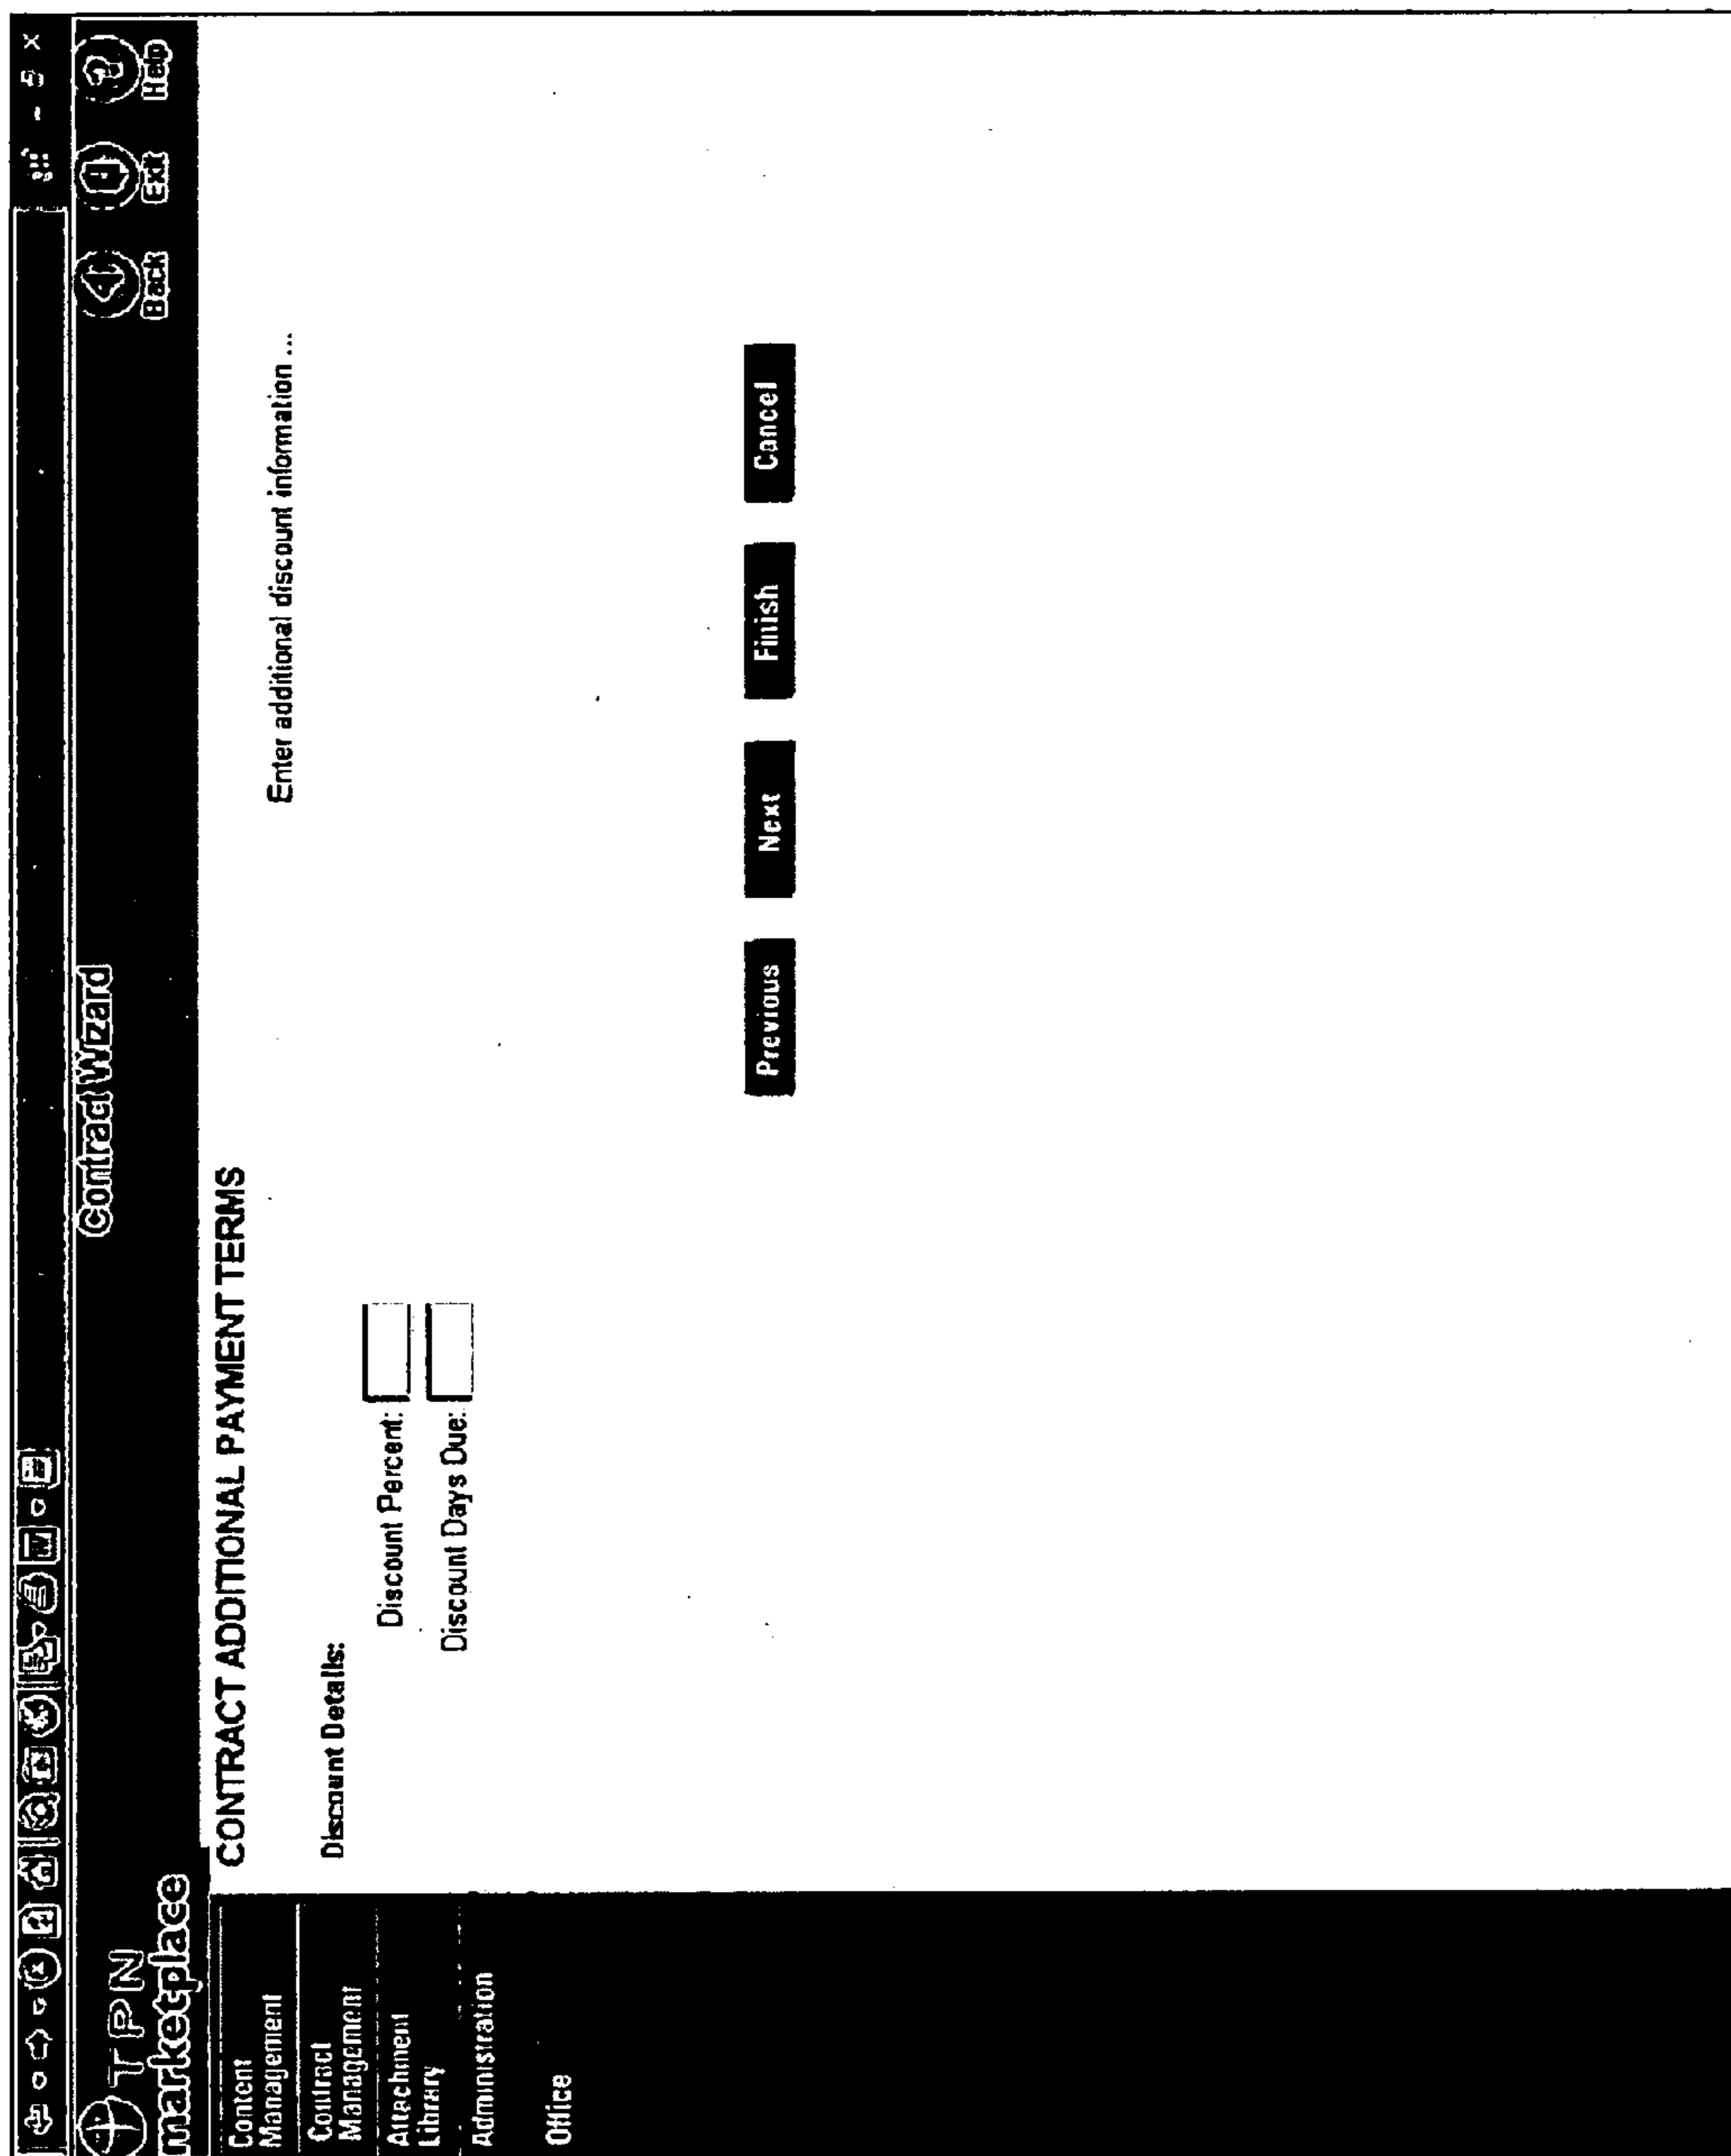 TPN
marketplace
Contract Wizard
Back
Exit
Help
Content
Management
Contract
Management
Attachment
Library
Administration
Office
CONTRACT ADDITIONAL PAYMENT TERMS
Enter additional discount information ...
Discount Details:
Discount Percent:
Discount Days Due:
Previous
Next
Finish
Cancel